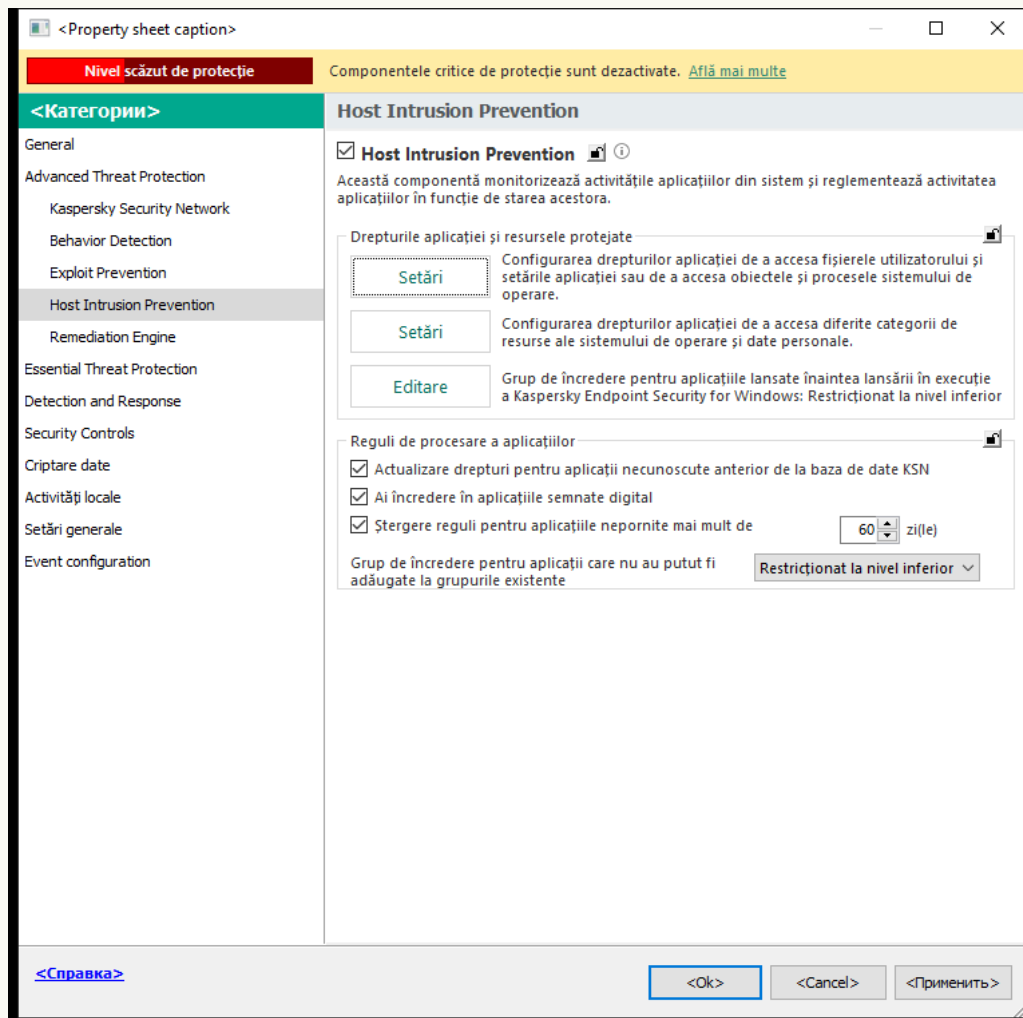 <Property sheet caption>
Nivel scăzut de protecție
Componentele critice de protecție sunt dezactivate. Află mai multe
<Категории>
General
Advanced Threat Protection
Kaspersky Security Network
Behavior Detection
Exploit Prevention
Host Intrusion Prevention
Remediation Engine
Essential Threat Protection
Detection and Response
Security Controls
Criptare date
Activități locale
Setări generale
Event configuration
Host Intrusion Prevention
Host Intrusion Prevention
Această componentă monitorizează activitățile aplicațiilor din sistem și reglementează activitatea
aplicațiilor în funcție de starea acestora.
Drepturile aplicației și resursele protejate
Setări
Configurarea drepturilor aplicației de a accesa fișierele utilizatorului și
setările aplicației sau de a accesa obiectele și procesele sistemului de
operare.
Setări
Configurarea drepturilor aplicației de a accesa diferite categorii de
resurse ale sistemului de operare și date personale.
Editare
Grup de încredere pentru aplicațiile lansate înaintea lansării în execuție
a Kaspersky Endpoint Security for Windows: Restricționat la nivel inferior
Reguli de procesare a aplicațiilor
Actualizare drepturi pentru aplicații necunoscute anterior de la baza de date KSN
Ai încredere în aplicațiile semnate digital
Ștergere reguli pentru aplicațiile nepornite mai mult de
60
zi(le)
Grup de încredere pentru aplicații care nu au putut fi
adăugate la grupurile existente
Restricționat la nivel inferior
<Справка>
<Ok>
<Cancel>
<Применить>